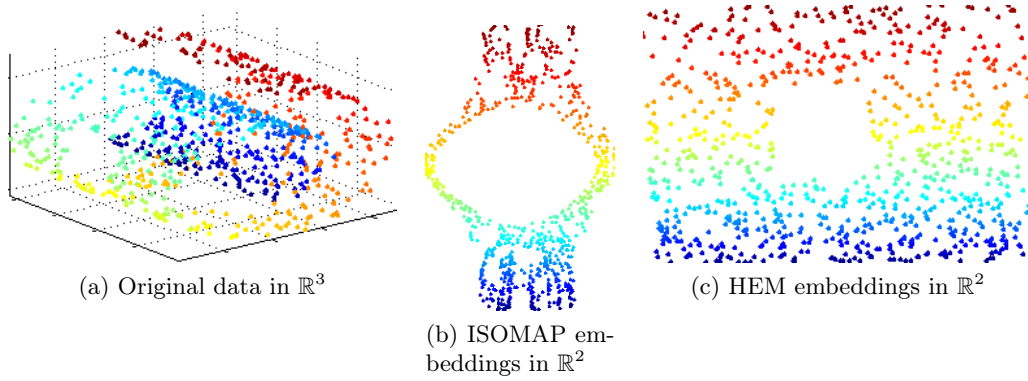 (a) Original data in ℝ³
(b) ISOMAP em-
beddings in ℝ²
(c) HEM embeddings in ℝ²